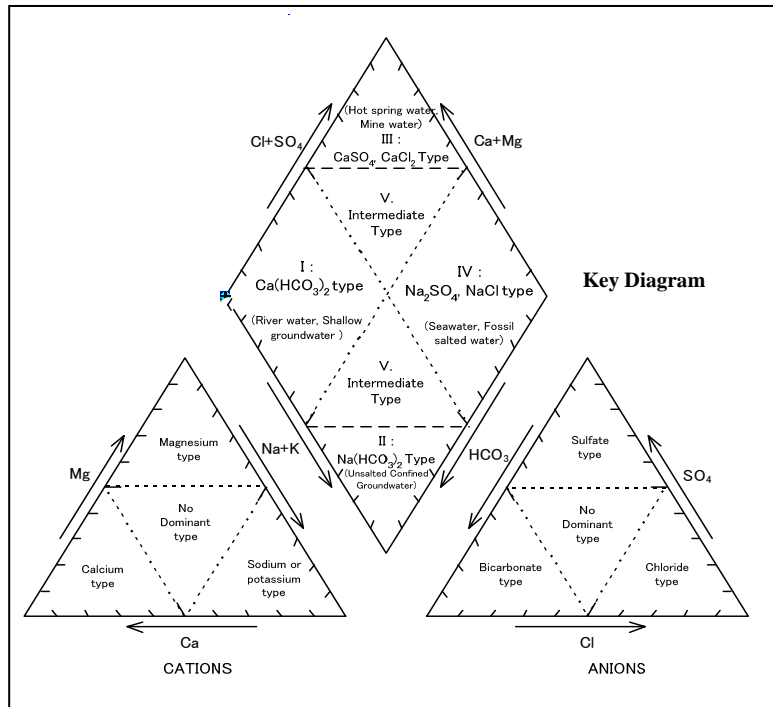 (Hot spring water,
Mine water)
III :
CaSO₄, CaCl₂ Type
Cl+SO₄
Ca+Mg
V.
Intermediate
Type
I :
Ca(HCO₃)₂ type
(River water, Shallow
groundwater )
IV :
Na₂SO₄, NaCl type
(Seawater, Fossil
salted water)
Key Diagram
V.
Intermediate
Type
II :
Na(HCO₃)₂ Type
(Unsalted Confined
Groundwater)
Na+K
HCO₃
Mg
Magnesium
type
No
Dominant
type
Calcium
type
Sodium or
potassium
type
Ca
CATIONS
SO₄
Sulfate
type
No
Dominant
type
Bicarbonate
type
Chloride
type
Cl
ANIONS